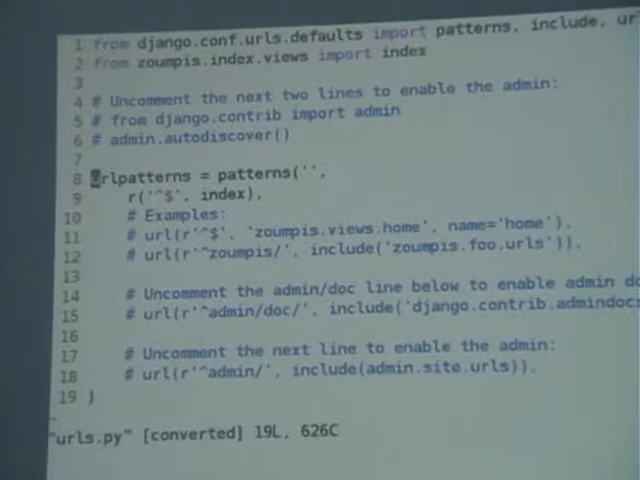 1 from django.conf.urls.defaults import patterns, include, ur
2 from zoumpis.index.views import index
3
4 # Uncomment the next two lines to enable the admin:
5 # from django.contrib import admin
6 # admin.autodiscover()
7
8 urlpatterns = patterns('',
9 r('^$', index),
10 # Examples:
11 # url(r'^$', 'zoumpis.views.home', name='home'),
12 # url(r'^zoumpis/', include('zoumpis.foo.urls')),
13
14 # Uncomment the admin/doc line below to enable admin do
15 # url(r'^admin/doc/', include('django.contrib.admindocs
16
17 # Uncomment the next line to enable the admin:
18 # url(r'^admin/', include(admin.site.urls)),
19 )
"urls.py" [converted] 19L, 626C